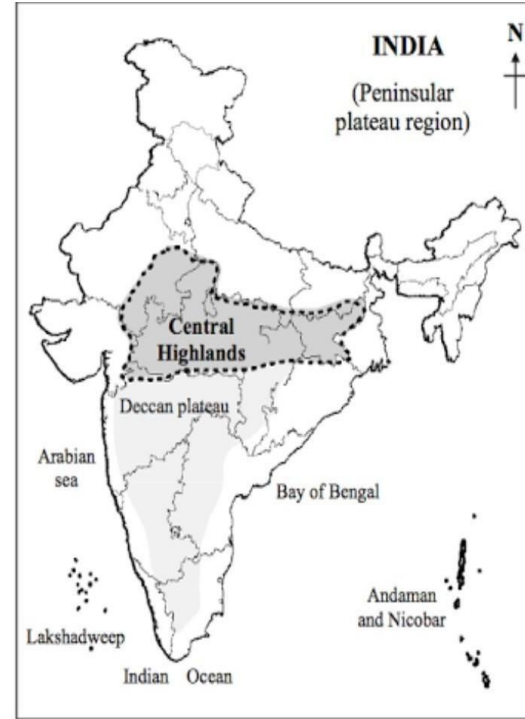 INDIA
N
(Peninsular
plateau region)
Central
Highlands
Deccan plateau
Arabian
sea
Bay of Bengal
Lakshadweep
Andaman
and Nicobar
Indian Ocean